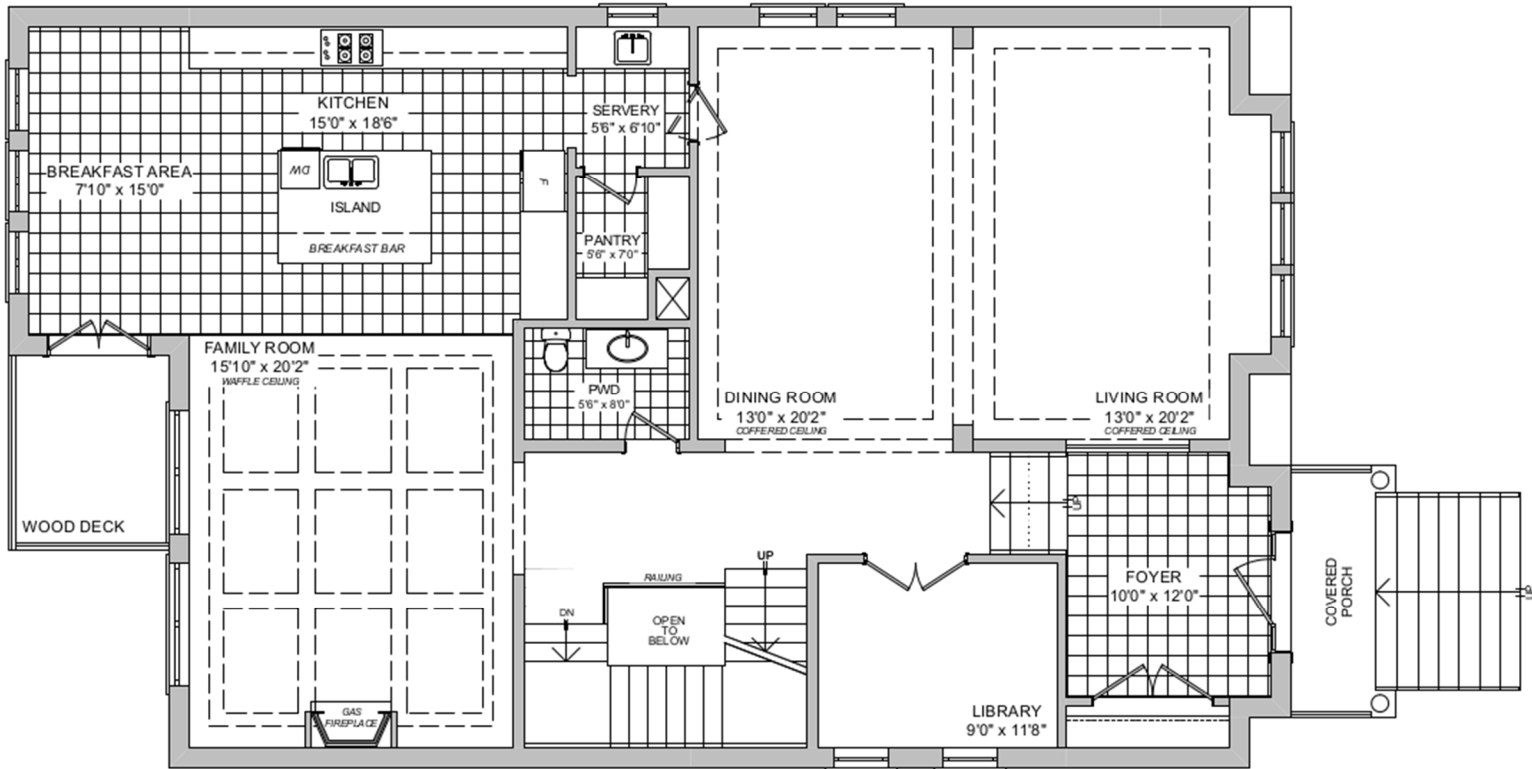 KITCHEN
15'0" x 18'6"
SERVERY
5'6" x 6'10"
BREAKFAST AREA
7'10" x 15'0"
DW
F
ISLAND
BREAKFAST BAR
PANTRY
5'6" x 7'0"
FAMILY ROOM
15'10" x 20'2"
WAFFLE CEILING
PWD
5'6" x 8'0"
DINING ROOM
13'0" x 20'2"
COFFERED CEILING
LIVING ROOM
13'0" x 20'2"
COFFERED CEILING
WOOD DECK
UP
UP
RAILING
DN
OPEN
TO
BELOW
FOYER
10'0" x 12'0"
COVERED
PORCH
UP
GAS
FIREPLACE
LIBRARY
9'0" x 11'8"